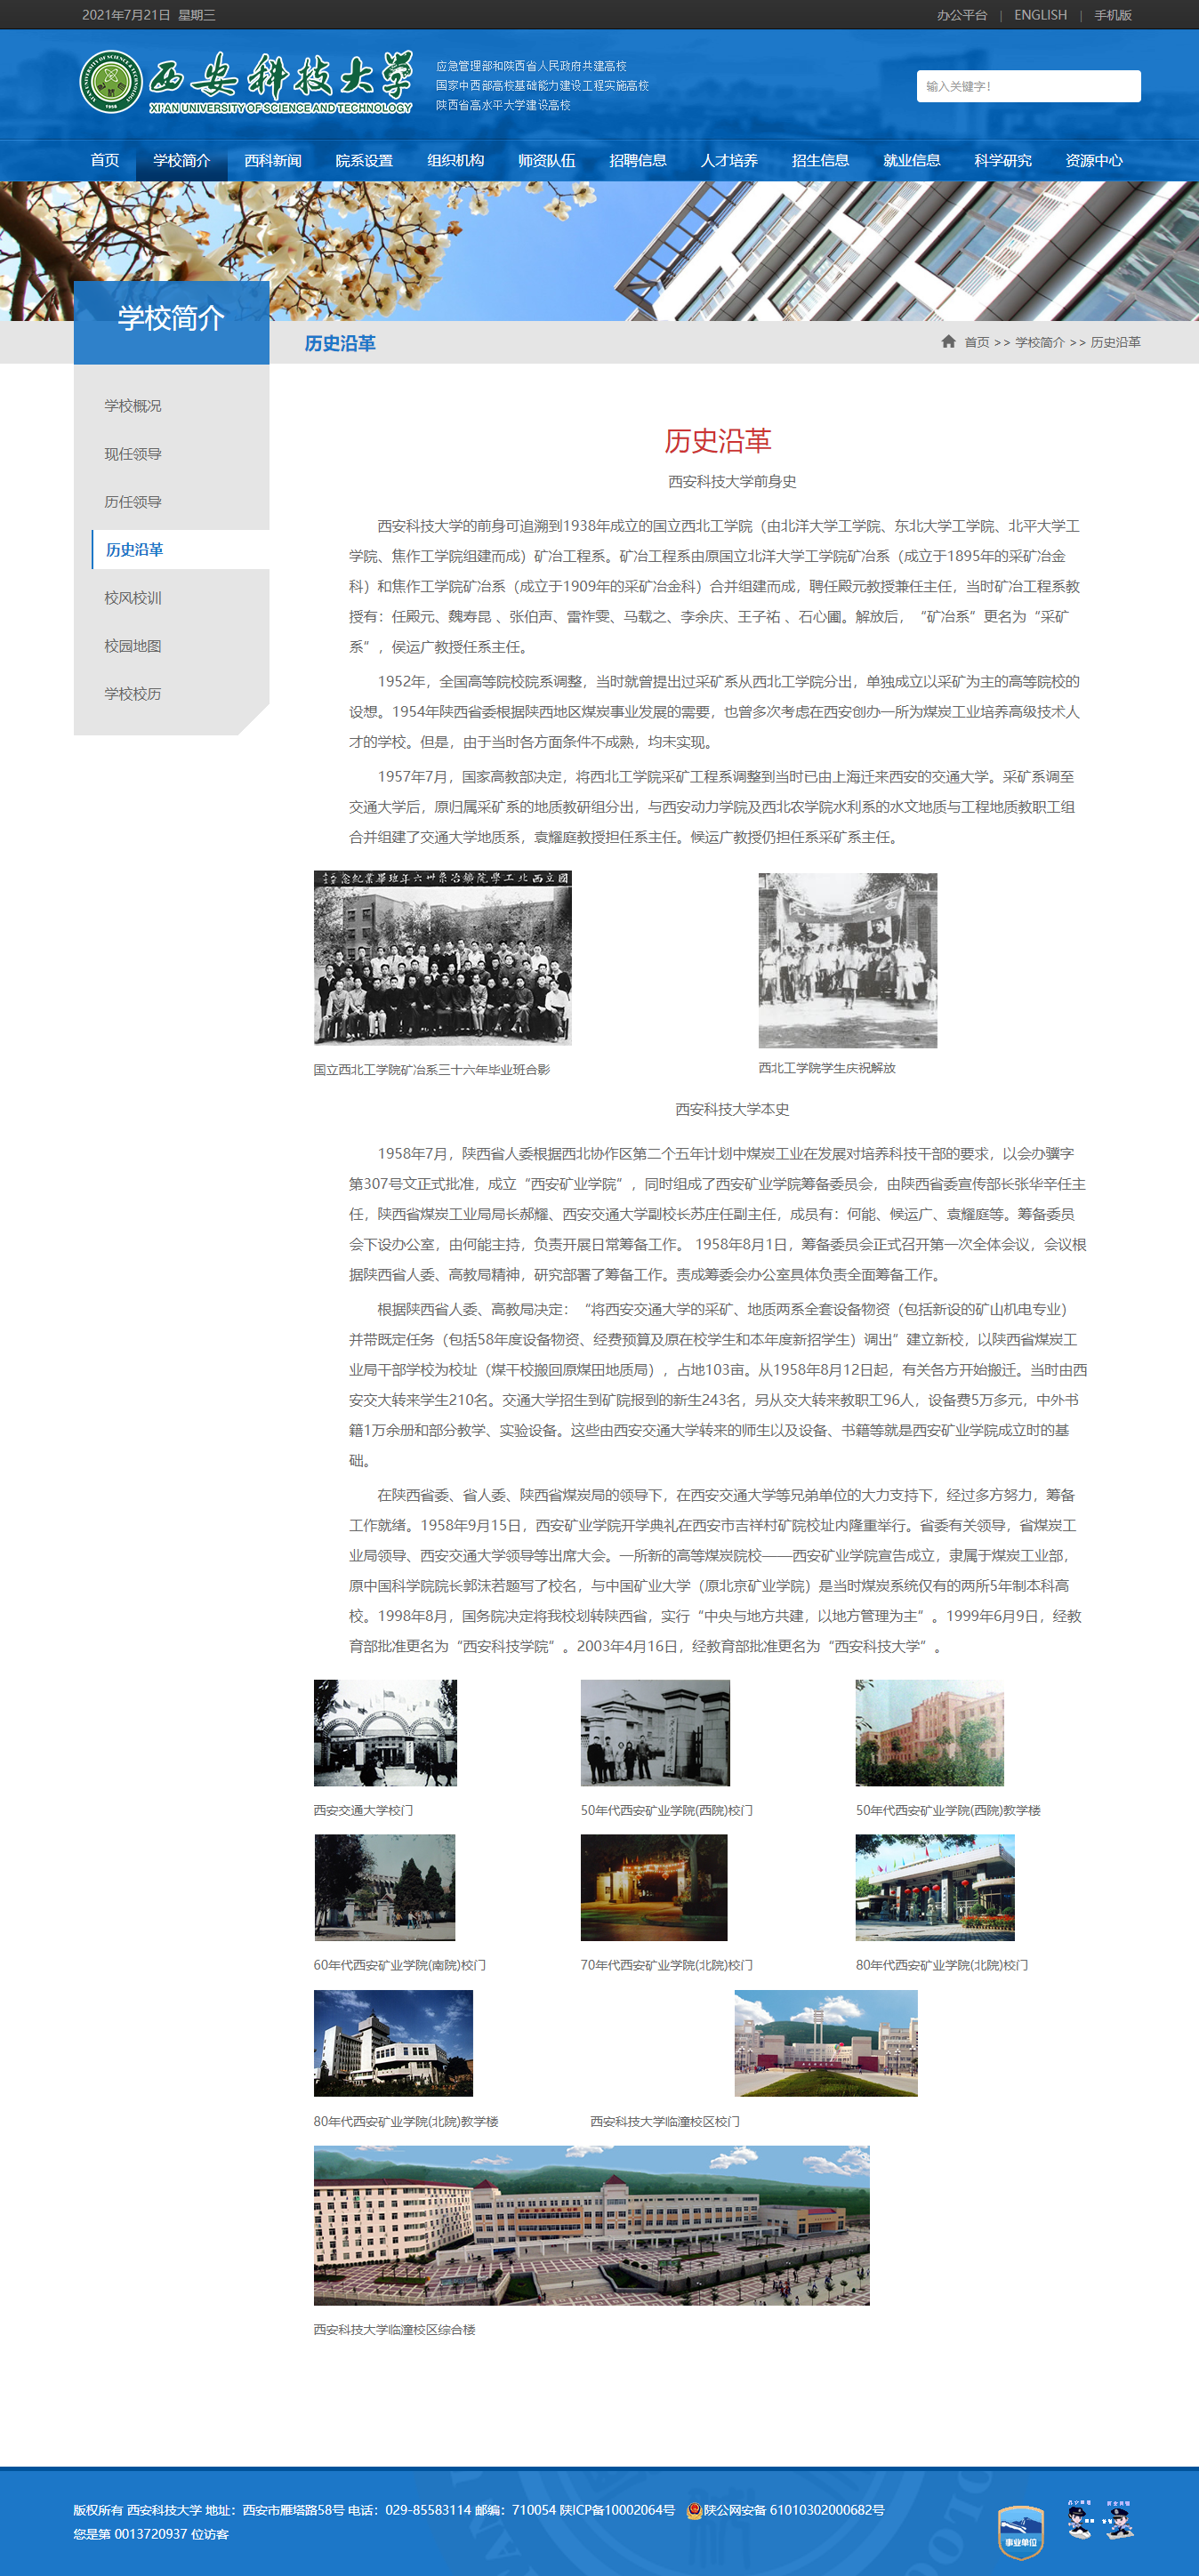 2021年7月21日 星期三
办公平台 | ENGLISH | 手机版
西安科技大学
XI'AN UNIVERSITY OF SCIENCE AND TECHNOLOGY
应急管理部和陕西省人民政府共建高校
国家中西部高校基础能力建设工程实施高校
陕西省高水平大学建设高校
输入关键字!
首页 学校简介 西科新闻 院系设置 组织机构 师资队伍 招聘信息 人才培养 招生信息 就业信息 科学研究 资源中心
学校简介
历史沿革
首页 >> 学校简介 >> 历史沿革
学校概况
现任领导
历任领导
历史沿革
校风校训
校园地图
学校校历
历史沿革
西安科技大学前身史
西安科技大学的前身可追溯到1938年成立的国立西北工学院（由北洋大学工学院、东北大学工学院、北平大学工
学院、焦作工学院组建而成）矿冶工程系。矿冶工程系由原国立北洋大学工学院矿冶系（成立于1895年的采矿冶金
科）和焦作工学院矿冶系（成立于1909年的采矿冶金科）合并组建而成，聘任殿元教授兼任主任，当时矿冶工程系教
授有：任殿元、魏寿昆 、张伯声、雷祚雯、马载之、李余庆、王子祐 、石心圃。解放后，“矿冶系”更名为“采矿
系”，侯运广教授任系主任。
1952年，全国高等院校院系调整，当时就曾提出过采矿系从西北工学院分出，单独成立以采矿为主的高等院校的
设想。1954年陕西省委根据陕西地区煤炭事业发展的需要，也曾多次考虑在西安创办一所为煤炭工业培养高级技术人
才的学校。但是，由于当时各方面条件不成熟，均未实现。
1957年7月，国家高教部决定，将西北工学院采矿工程系调整到当时已由上海迁来西安的交通大学。采矿系调至
交通大学后，原归属采矿系的地质教研组分出，与西安动力学院及西北农学院水利系的水文地质与工程地质教职工组
合并组建了交通大学地质系，袁耀庭教授担任系主任。候运广教授仍担任系采矿系主任。
國立西北工學院礦冶系卅六年班畢業紀念
国立西北工学院矿冶系三十六年毕业班合影
西北工学院学生庆祝解放
西安科技大学本史
1958年7月，陕西省人委根据西北协作区第二个五年计划中煤炭工业在发展对培养科技干部的要求，以会办骥字
第307号文正式批准，成立“西安矿业学院”，同时组成了西安矿业学院筹备委员会，由陕西省委宣传部长张华辛任主
任，陕西省煤炭工业局局长郝耀、西安交通大学副校长苏庄任副主任，成员有：何能、候运广、袁耀庭等。筹备委员
会下设办公室，由何能主持，负责开展日常筹备工作。 1958年8月1日，筹备委员会正式召开第一次全体会议，会议根
据陕西省人委、高教局精神，研究部署了筹备工作。责成筹委会办公室具体负责全面筹备工作。
根据陕西省人委、高教局决定：“将西安交通大学的采矿、地质两系全套设备物资（包括新设的矿山机电专业）
并带既定任务（包括58年度设备物资、经费预算及原在校学生和本年度新招学生）调出”建立新校，以陕西省煤炭工
业局干部学校为校址（煤干校搬回原煤田地质局），占地103亩。从1958年8月12日起，有关各方开始搬迁。当时由西
安交大转来学生210名。交通大学招生到矿院报到的新生243名，另从交大转来教职工96人，设备费5万多元，中外书
籍1万余册和部分教学、实验设备。这些由西安交通大学转来的师生以及设备、书籍等就是西安矿业学院成立时的基
础。
在陕西省委、省人委、陕西省煤炭局的领导下，在西安交通大学等兄弟单位的大力支持下，经过多方努力，筹备
工作就绪。1958年9月15日，西安矿业学院开学典礼在西安市吉祥村矿院校址内隆重举行。省委有关领导，省煤炭工
业局领导、西安交通大学领导等出席大会。一所新的高等煤炭院校——西安矿业学院宣告成立，隶属于煤炭工业部，
原中国科学院院长郭沫若题写了校名，与中国矿业大学（原北京矿业学院）是当时煤炭系统仅有的两所5年制本科高
校。1998年8月，国务院决定将我校划转陕西省，实行“中央与地方共建，以地方管理为主”。1999年6月9日，经教
育部批准更名为“西安科技学院”。2003年4月16日，经教育部批准更名为“西安科技大学”。
西安交通大学校门
50年代西安矿业学院(西院)校门
50年代西安矿业学院(西院)教学楼
60年代西安矿业学院(南院)校门
70年代西安矿业学院(北院)校门
80年代西安矿业学院(北院)校门
80年代西安矿业学院(北院)教学楼
西安科技大学临潼校区校门
西安科技大学临潼校区综合楼
版权所有 西安科技大学 地址：西安市雁塔路58号 电话：029-85583114 邮编：710054 陕ICP备10002064号 陕公网安备 61010302000682号
您是第 0013720937 位访客
事业单位